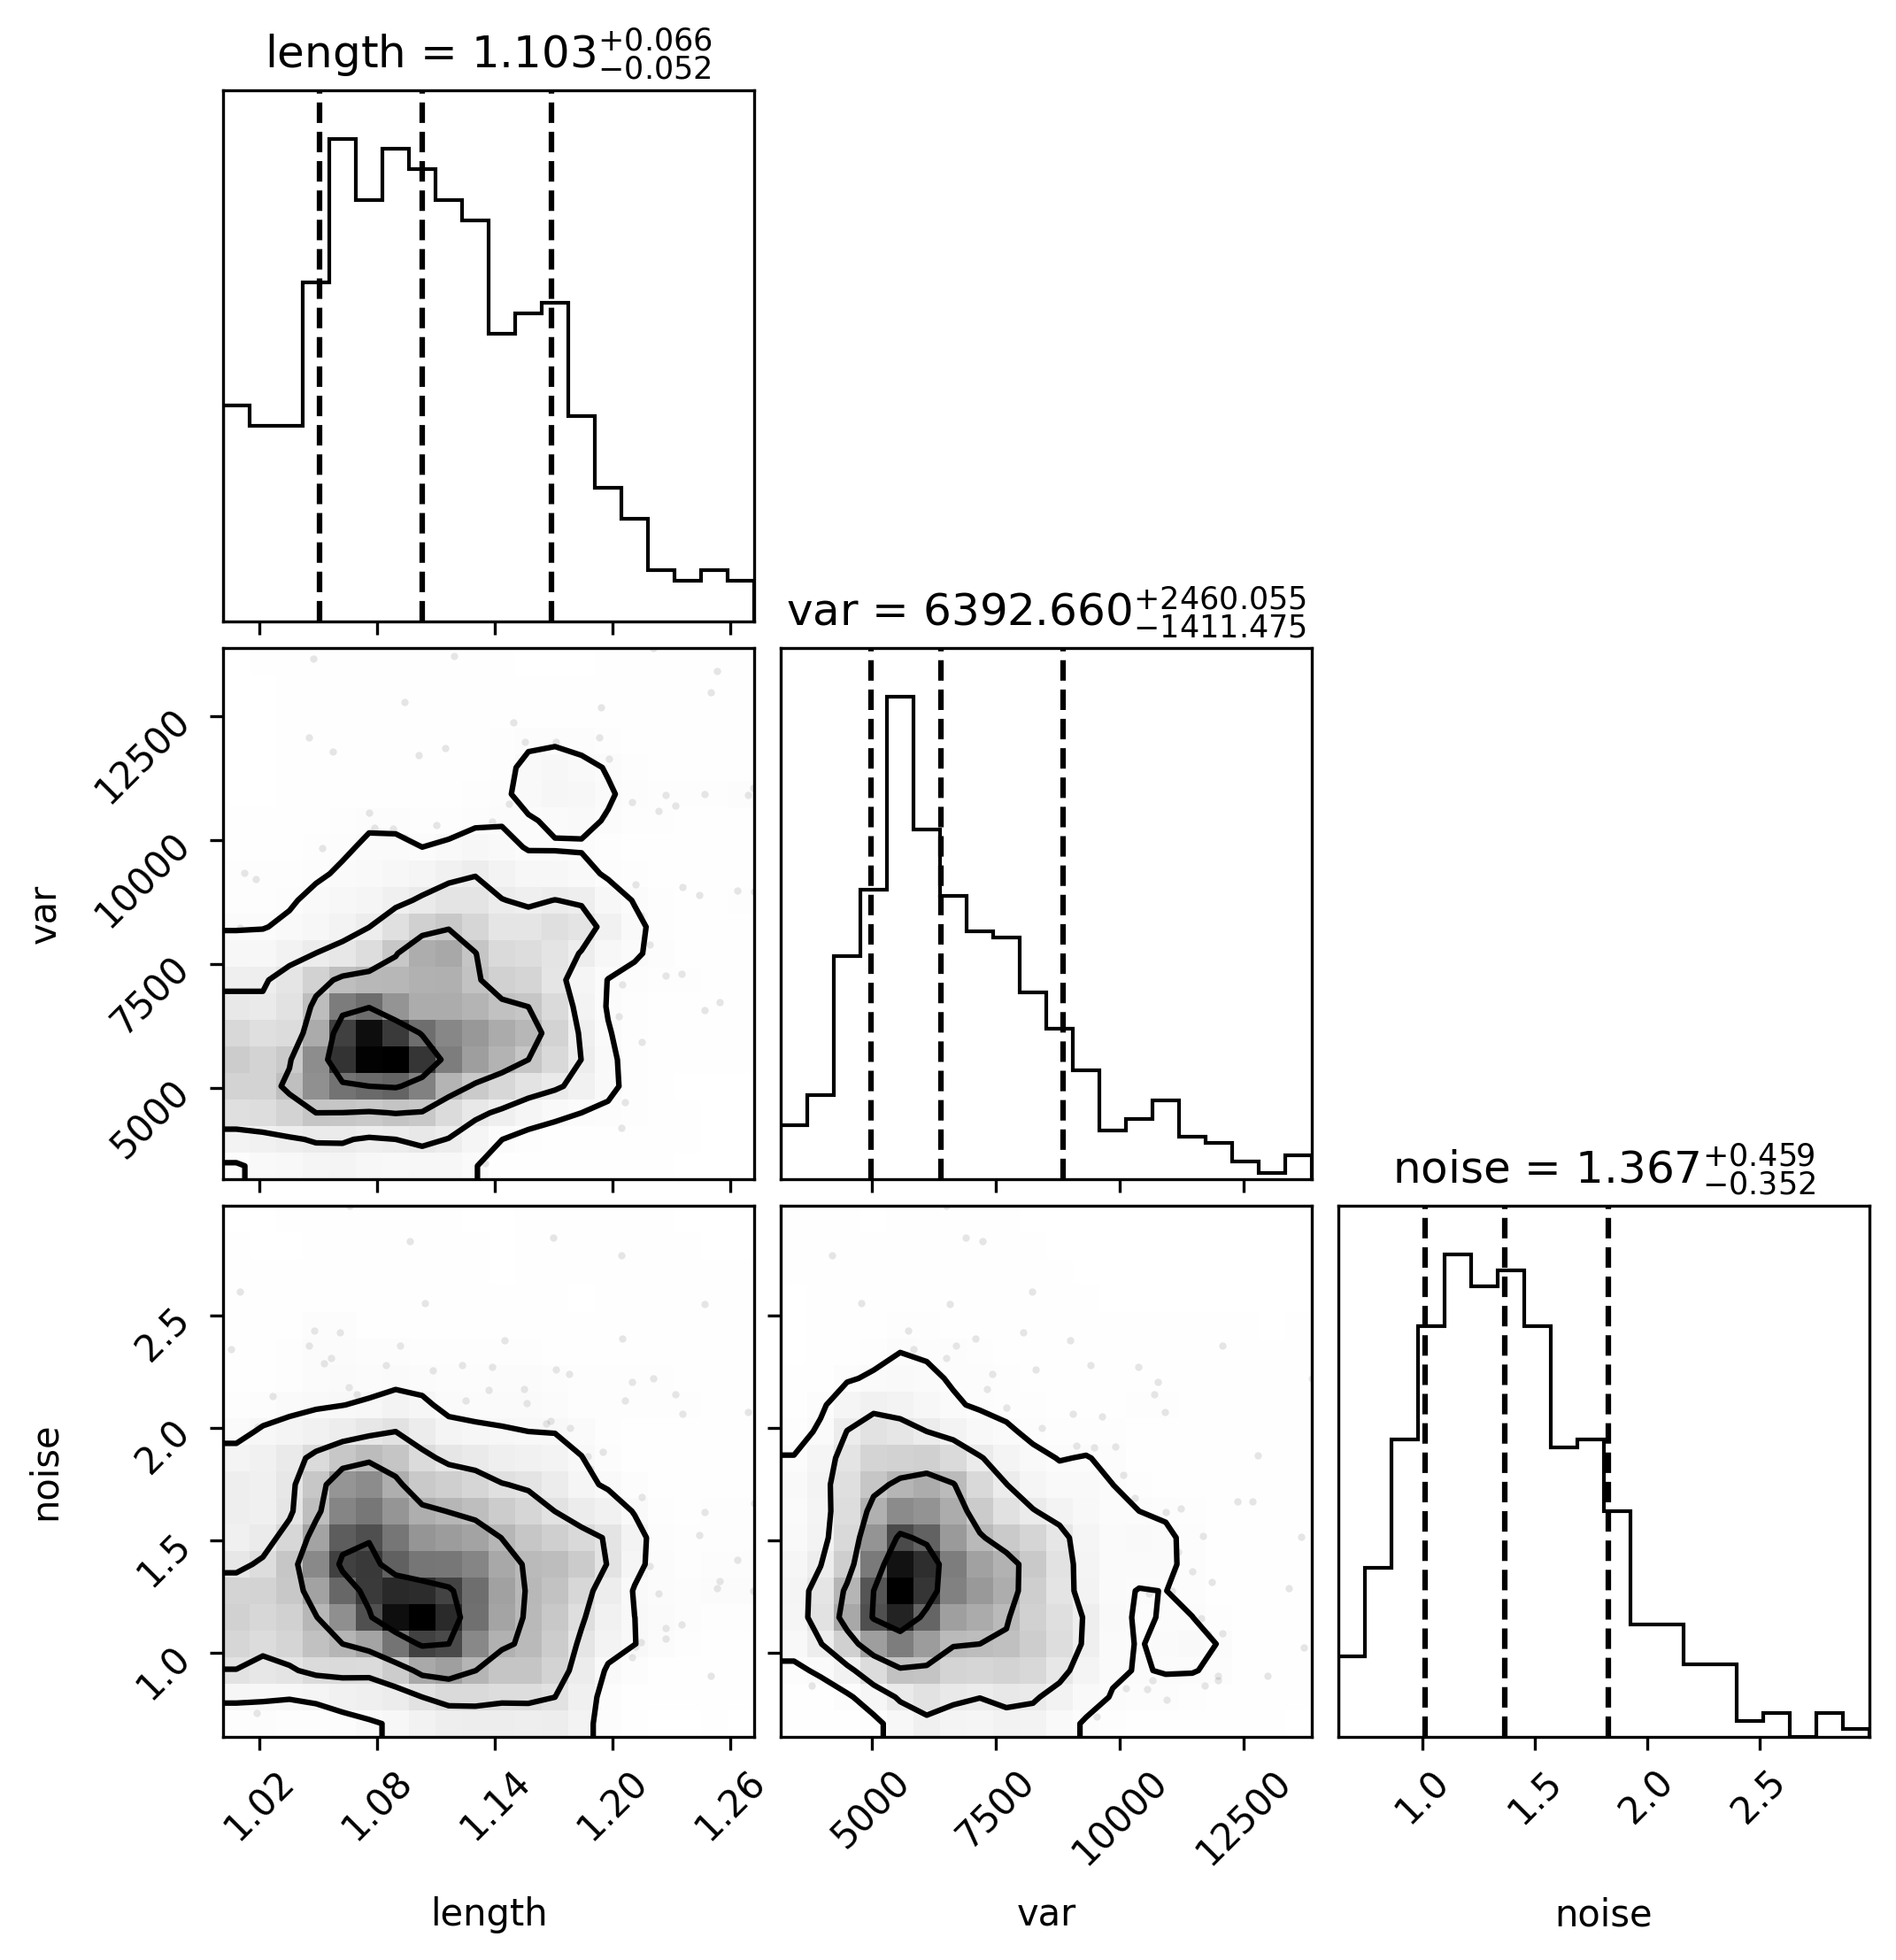 length = 1.103+0.066−0.052
var = 6392.660+2460.055−1411.475
12500
10000
7500
5000
var
noise = 1.367+0.459−0.352
2.5
2.0
1.5
1.0
noise
1.02 1.08 1.14 1.20 1.26
5000 7500 10000 12500
1.0 1.5 2.0 2.5
length var noise